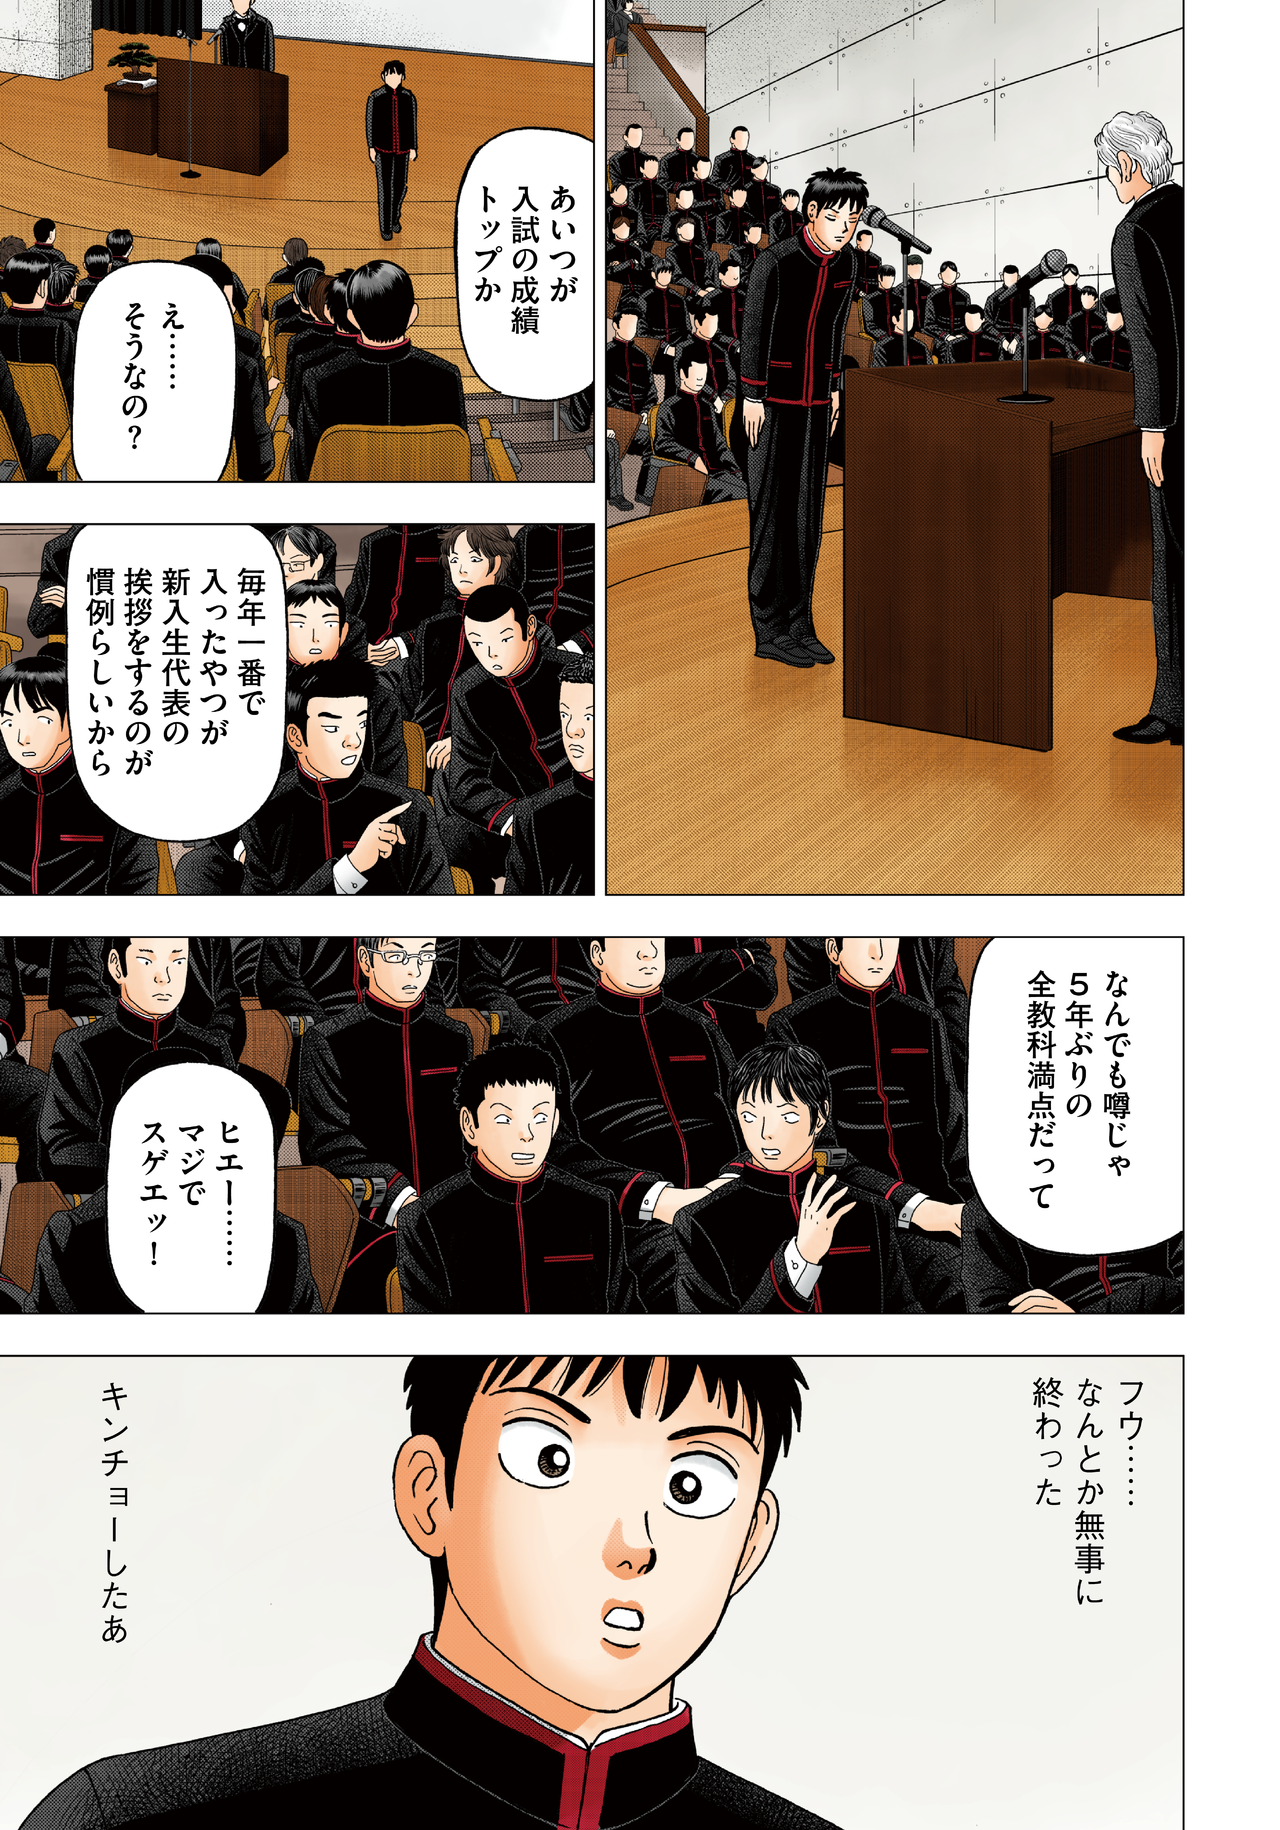 あいつが
入試の成績
トップか
え……
そうなの？
毎年一番で
入ったやつが
新入生代表の
挨拶をするのが
慣例らしいから
なんでも噂じゃ
５年ぶりの
全教科満点だって
ヒエー……
マジで
スゲエッ！
フウ……
なんとか無事に
終わった
キンチョーしたあ